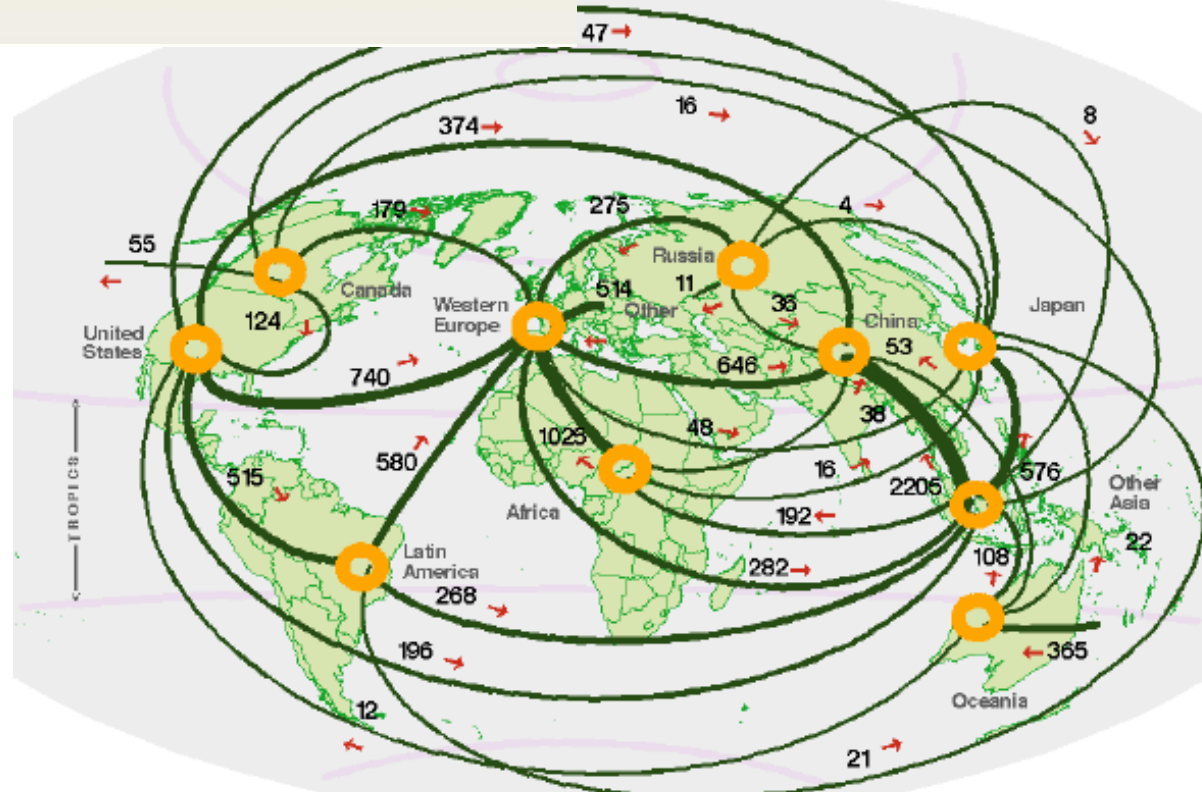 47
16
8
374
179
275
4
55
Russia
11
514
Canada
Western
Europe
Other
36
Japan
124
United
States
China
53
740
646
38
48
1025
580
16
576
515
2205
Other
Asia
TROPICS
Africa
192
22
Latin
America
282
108
268
196
365
Oceania
12
21